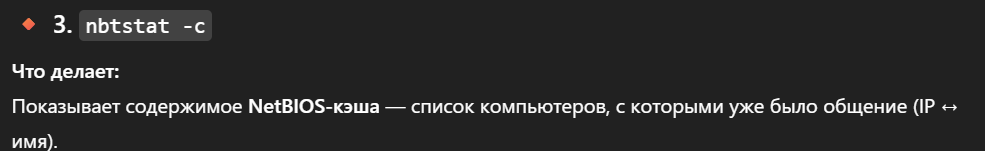 🔸 3. nbtstat -c
Что делает:
Показывает содержимое NetBIOS-кэша — список компьютеров, с которыми уже было общение (IP ↔
имя).